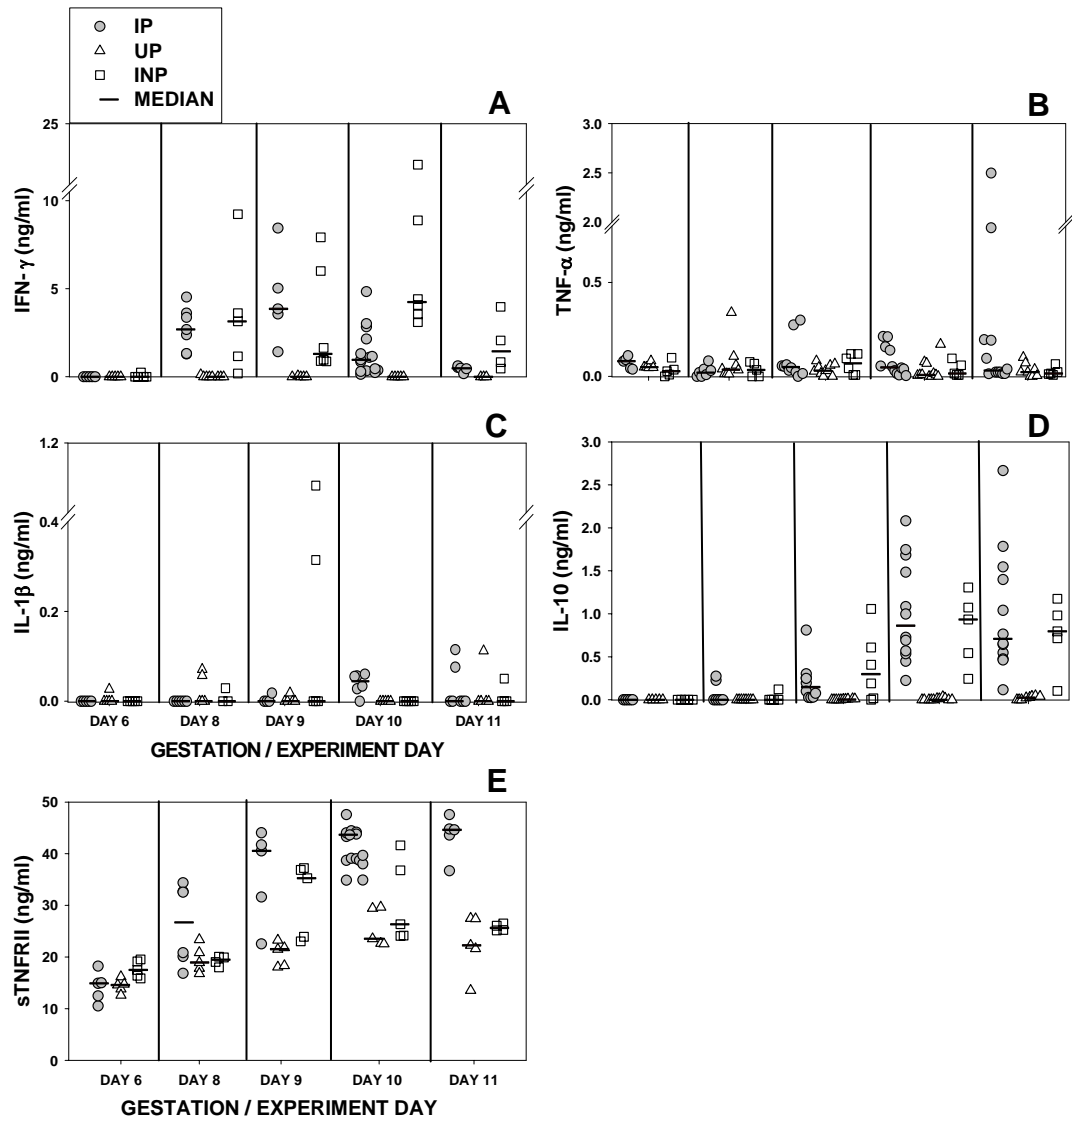 IP
UP
INP
MEDIAN
A
25
10
5
0
IFN- γ (ng/ml)
B
3.0
2.5
2.0
0.5
0.0
TNF-α (ng/ml)
C
1.2
0.4
0.2
0.0
IL-1β (ng/ml)
DAY 6 DAY 8 DAY 9 DAY 10 DAY 11
GESTATION / EXPERIMENT DAY
D
3.0
2.5
2.0
1.5
1.0
0.5
0.0
IL-10 (ng/ml)
E
50
40
30
20
10
0
sTNFRII (ng/ml)
DAY 6 DAY 8 DAY 9 DAY 10 DAY 11
GESTATION / EXPERIMENT DAY